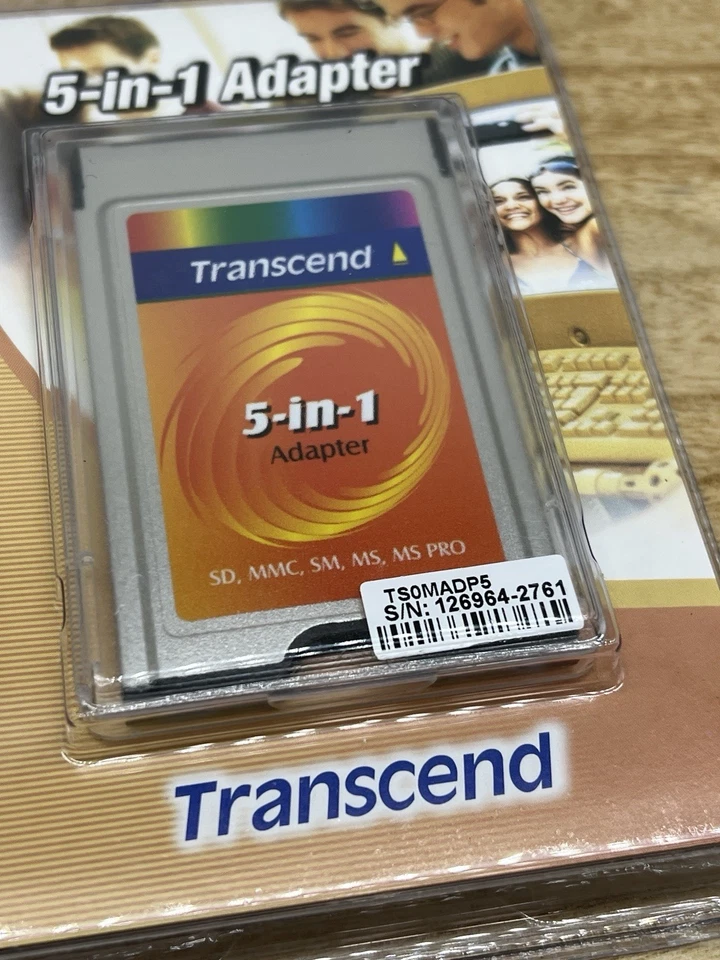 5-in-1 Adapter
Transcend
5-in-1
Adapter
SD, MMC, SM, MS, MS PRO
TS0MADP5
S/N: 126964-2761
Transcend